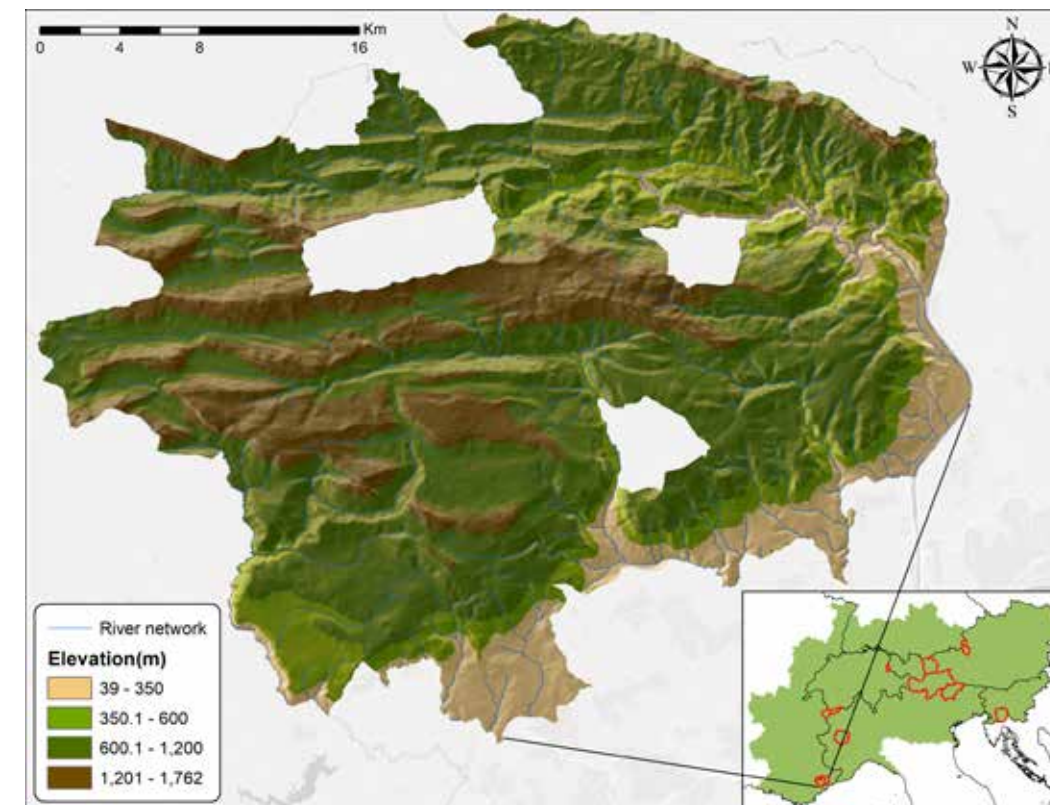 Km
0 4 8 16
N
W
S
River network
Elevation(m)
39 - 350
350.1 - 600
600.1 - 1,200
1,201 - 1,762